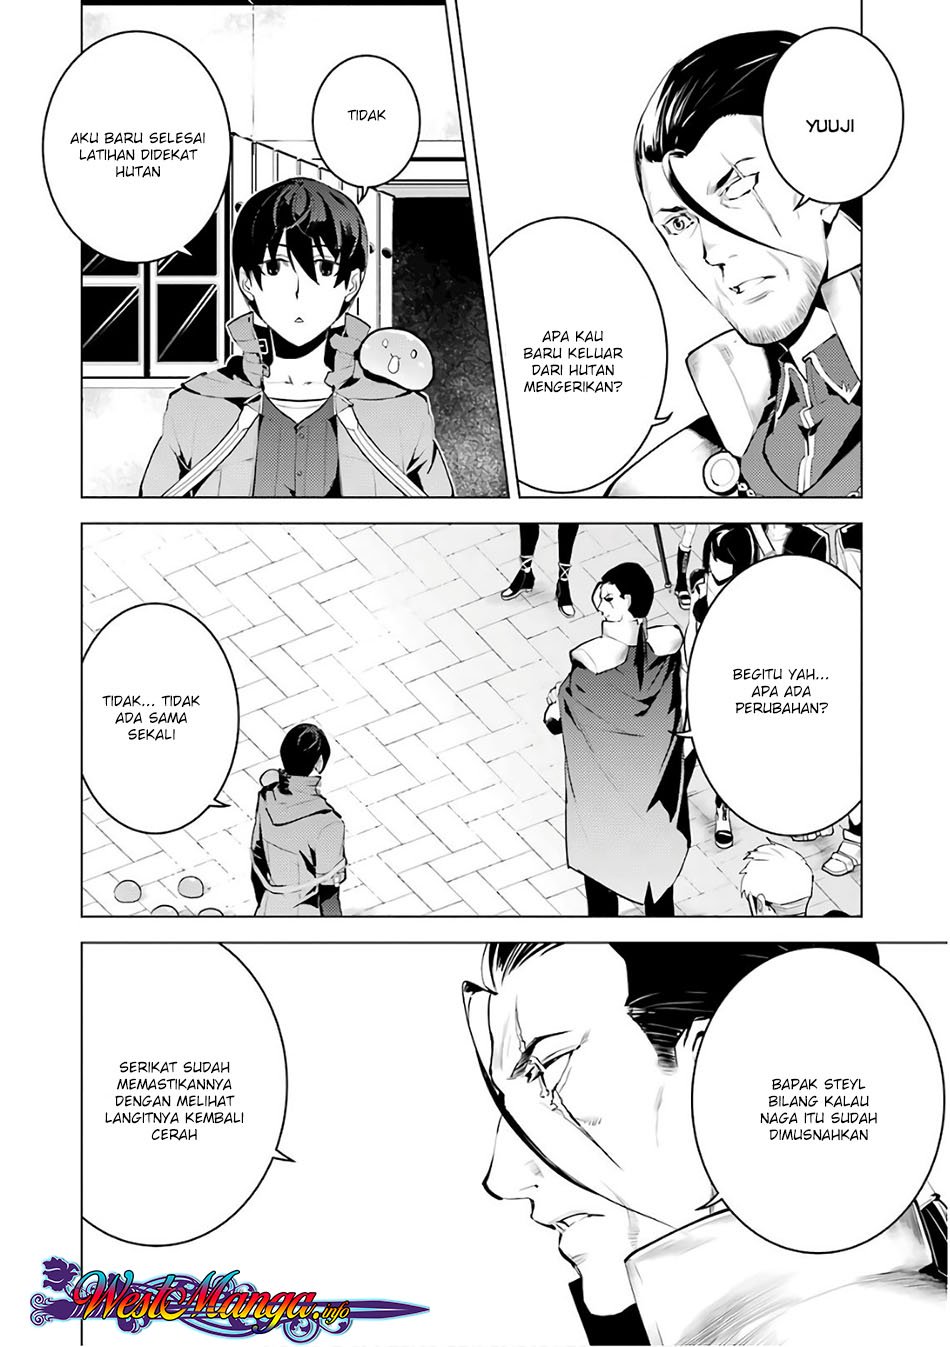 YUUJI
APA KAU
BARU KELUAR
DARI HUTAN
MENGERIKAN?
TIDAK
AKU BARU SELESAI
LATIHAN DIDEKAT
HUTAN
BEGITU YAH...
APA ADA
PERUBAHAN?
TIDAK... TIDAK
ADA SAMA
SEKALI
BAPAK STEYL
BILANG KALAU
NAGA ITU SUDAH
DIMUSNAHKAN
SERIKAT SUDAH
MEMASTIKANNYA
DENGAN MELIHAT
LANGITNYA KEMBALI
CERAH
WestManga.info